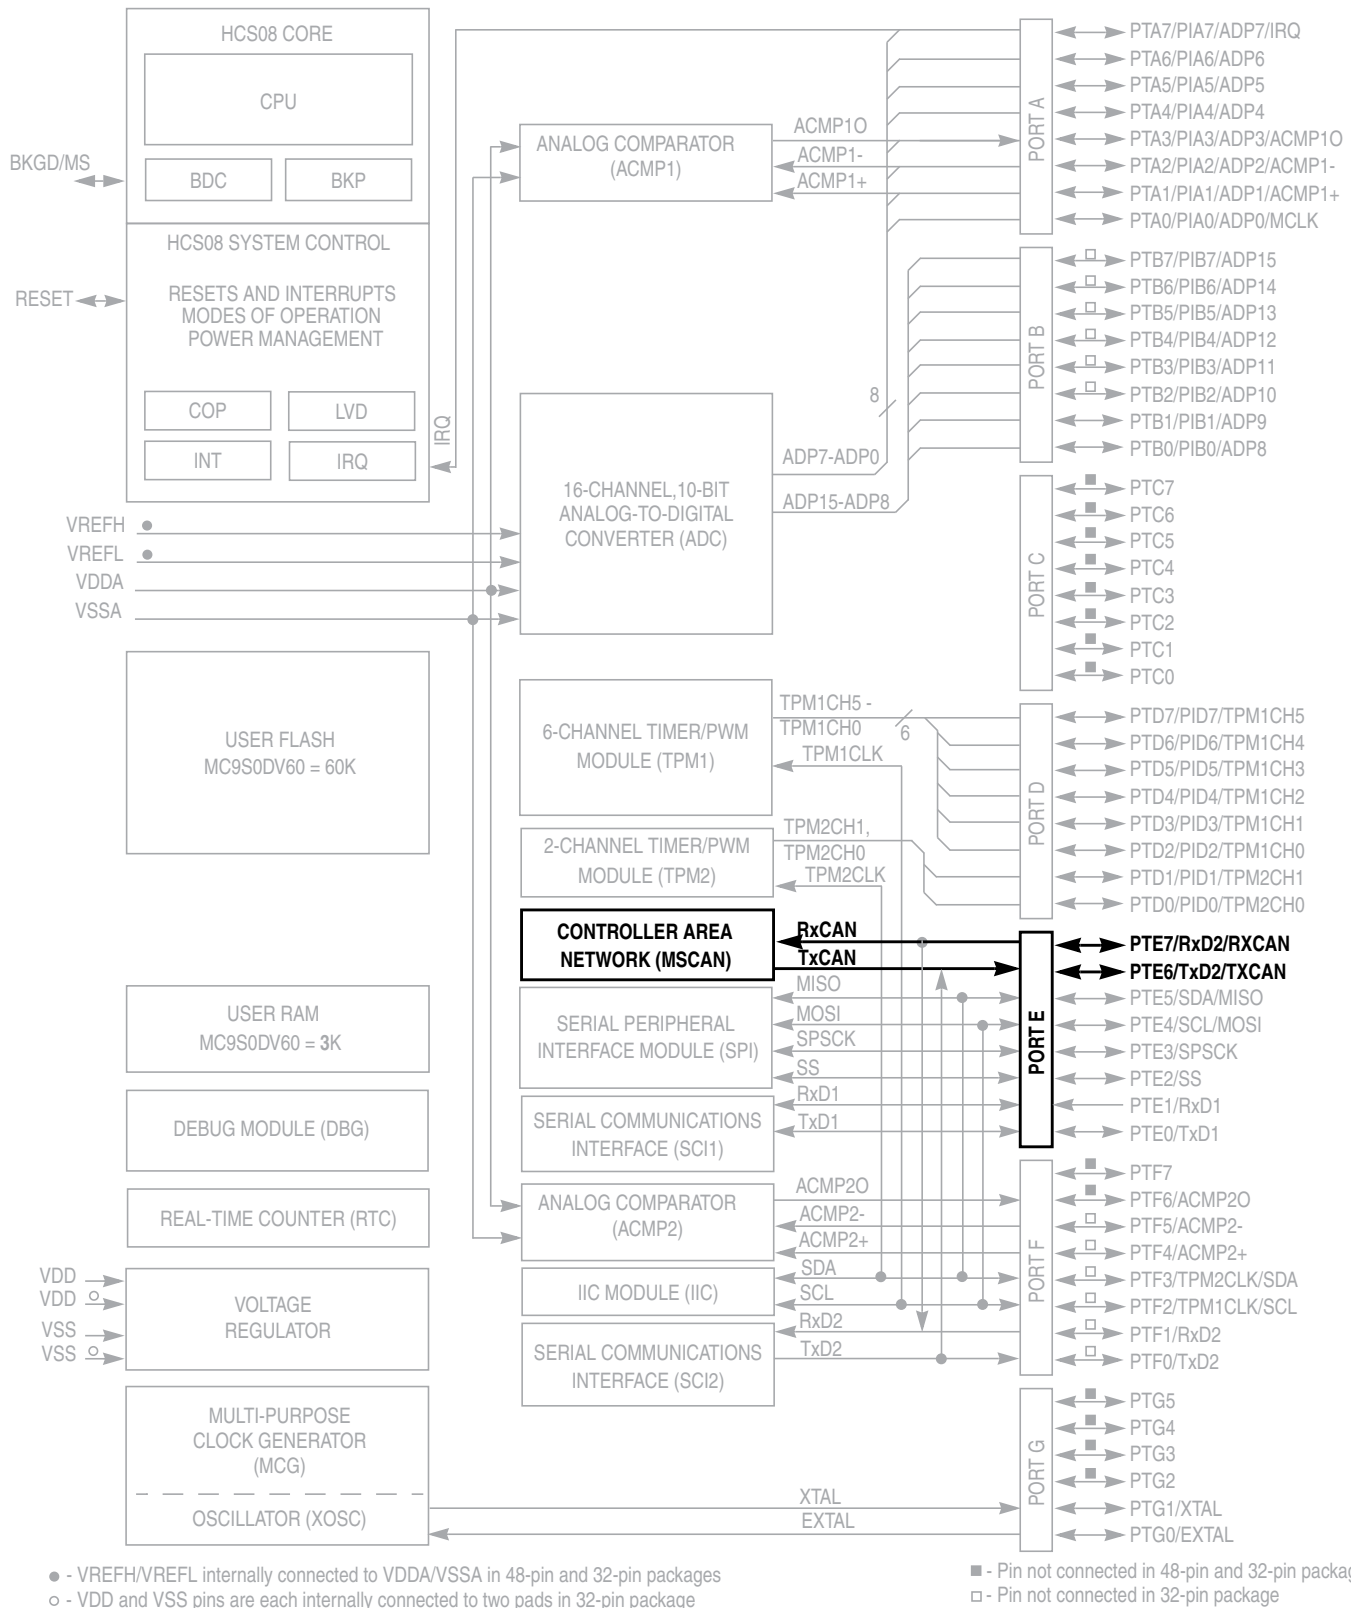 HCS08 CORE
CPU
BDC
BKP
BKGD/MS
HCS08 SYSTEM CONTROL
RESETS AND INTERRUPTS
MODES OF OPERATION
POWER MANAGEMENT
RESET
COP
LVD
INT
IRQ
IRQ
VREFH
VREFL
VDDA
VSSA
USER FLASH
MC9S0DV60 = 60K
USER RAM
MC9S0DV60 = 3K
DEBUG MODULE (DBG)
REAL-TIME COUNTER (RTC)
VDD
VDD
VSS
VSS
VOLTAGE
REGULATOR
MULTI-PURPOSE
CLOCK GENERATOR
(MCG)
OSCILLATOR (XOSC)
ANALOG COMPARATOR
(ACMP1)
ACMP1O
ACMP1-
ACMP1+
16-CHANNEL,10-BIT
ANALOG-TO-DIGITAL
CONVERTER (ADC)
8
ADP7-ADP0
ADP15-ADP8
6-CHANNEL TIMER/PWM
MODULE (TPM1)
TPM1CH5 -
TPM1CH0
6
TPM1CLK
2-CHANNEL TIMER/PWM
MODULE (TPM2)
TPM2CH1,
TPM2CH0
TPM2CLK
CONTROLLER AREA
NETWORK (MSCAN)
RxCAN
TxCAN
SERIAL PERIPHERAL
INTERFACE MODULE (SPI)
MISO
MOSI
SPSCK
SS
SERIAL COMMUNICATIONS
INTERFACE (SCI1)
RxD1
TxD1
ANALOG COMPARATOR
(ACMP2)
ACMP2O
ACMP2-
ACMP2+
IIC MODULE (IIC)
SDA
SCL
SERIAL COMMUNICATIONS
INTERFACE (SCI2)
RxD2
TxD2
XTAL
EXTAL
PORT A
PTA7/PIA7/ADP7/IRQ
PTA6/PIA6/ADP6
PTA5/PIA5/ADP5
PTA4/PIA4/ADP4
PTA3/PIA3/ADP3/ACMP1O
PTA2/PIA2/ADP2/ACMP1-
PTA1/PIA1/ADP1/ACMP1+
PTA0/PIA0/ADP0/MCLK
PORT B
PTB7/PIB7/ADP15
PTB6/PIB6/ADP14
PTB5/PIB5/ADP13
PTB4/PIB4/ADP12
PTB3/PIB3/ADP11
PTB2/PIB2/ADP10
PTB1/PIB1/ADP9
PTB0/PIB0/ADP8
PORT C
PTC7
PTC6
PTC5
PTC4
PTC3
PTC2
PTC1
PTC0
PORT D
PTD7/PID7/TPM1CH5
PTD6/PID6/TPM1CH4
PTD5/PID5/TPM1CH3
PTD4/PID4/TPM1CH2
PTD3/PID3/TPM1CH1
PTD2/PID2/TPM1CH0
PTD1/PID1/TPM2CH1
PTD0/PID0/TPM2CH0
PORT E
PTE7/RxD2/RXCAN
PTE6/TxD2/TXCAN
PTE5/SDA/MISO
PTE4/SCL/MOSI
PTE3/SPSCK
PTE2/SS
PTE1/RxD1
PTE0/TxD1
PORT F
PTF7
PTF6/ACMP2O
PTF5/ACMP2-
PTF4/ACMP2+
PTF3/TPM2CLK/SDA
PTF2/TPM1CLK/SCL
PTF1/RxD2
PTF0/TxD2
PORT G
PTG5
PTG4
PTG3
PTG2
PTG1/XTAL
PTG0/EXTAL
● - VREFH/VREFL internally connected to VDDA/VSSA in 48-pin and 32-pin packages
○ - VDD and VSS pins are each internally connected to two pads in 32-pin package
■ - Pin not connected in 48-pin and 32-pin packag
□ - Pin not connected in 32-pin package